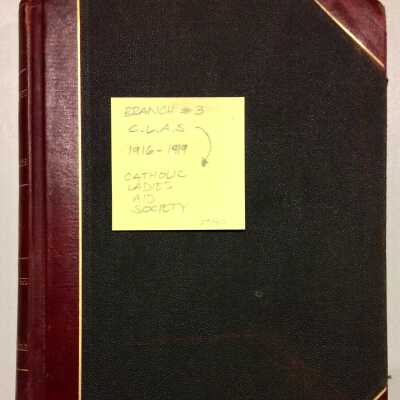 BRANCH #3
C.L.A.S
1916-1919
CATHOLIC
LADIES
AID
SOCIETY